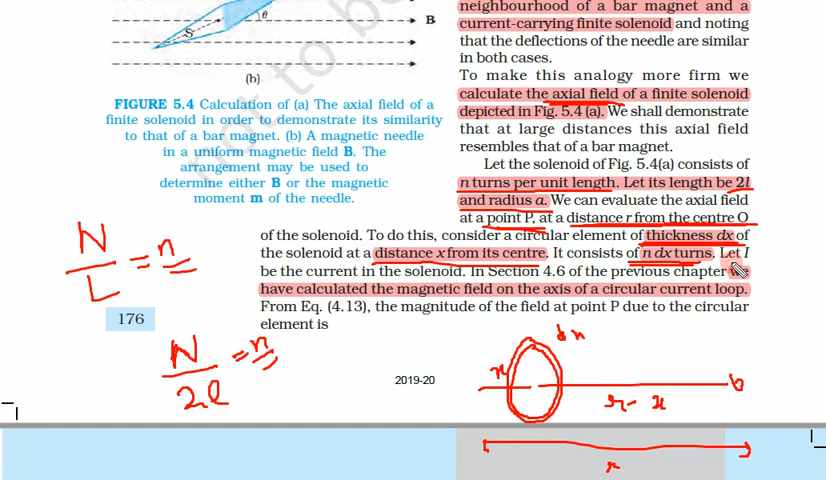 neighbourhood of a bar magnet and a
current-carrying finite solenoid and noting
that the deflections of the needle are similar
in both cases.
To make this analogy more firm we
calculate the axial field of a finite solenoid
depicted in Fig. 5.4 (a). We shall demonstrate
that at large distances this axial field
resembles that of a bar magnet.
Let the solenoid of Fig. 5.4(a) consists of
n turns per unit length. Let its length be 2l
and radius a. We can evaluate the axial field
at a point P, at a distance r from the centre O
of the solenoid. To do this, consider a circular element of thickness dx of
the solenoid at a distance x from its centre. It consists of n dx turns. Let I
be the current in the solenoid. In Section 4.6 of the previous chapter we
have calculated the magnetic field on the axis of a circular current loop.
From Eq. (4.13), the magnitude of the field at point P due to the circular
element is
S
θ
B
(b)
FIGURE 5.4 Calculation of (a) The axial field of a
finite solenoid in order to demonstrate its similarity
to that of a bar magnet. (b) A magnetic needle
in a uniform magnetic field B. The
arrangement may be used to
determine either B or the magnetic
moment m of the needle.
not to be
N
L
= n
N
2l
= n
176
2019-20
x
r - x